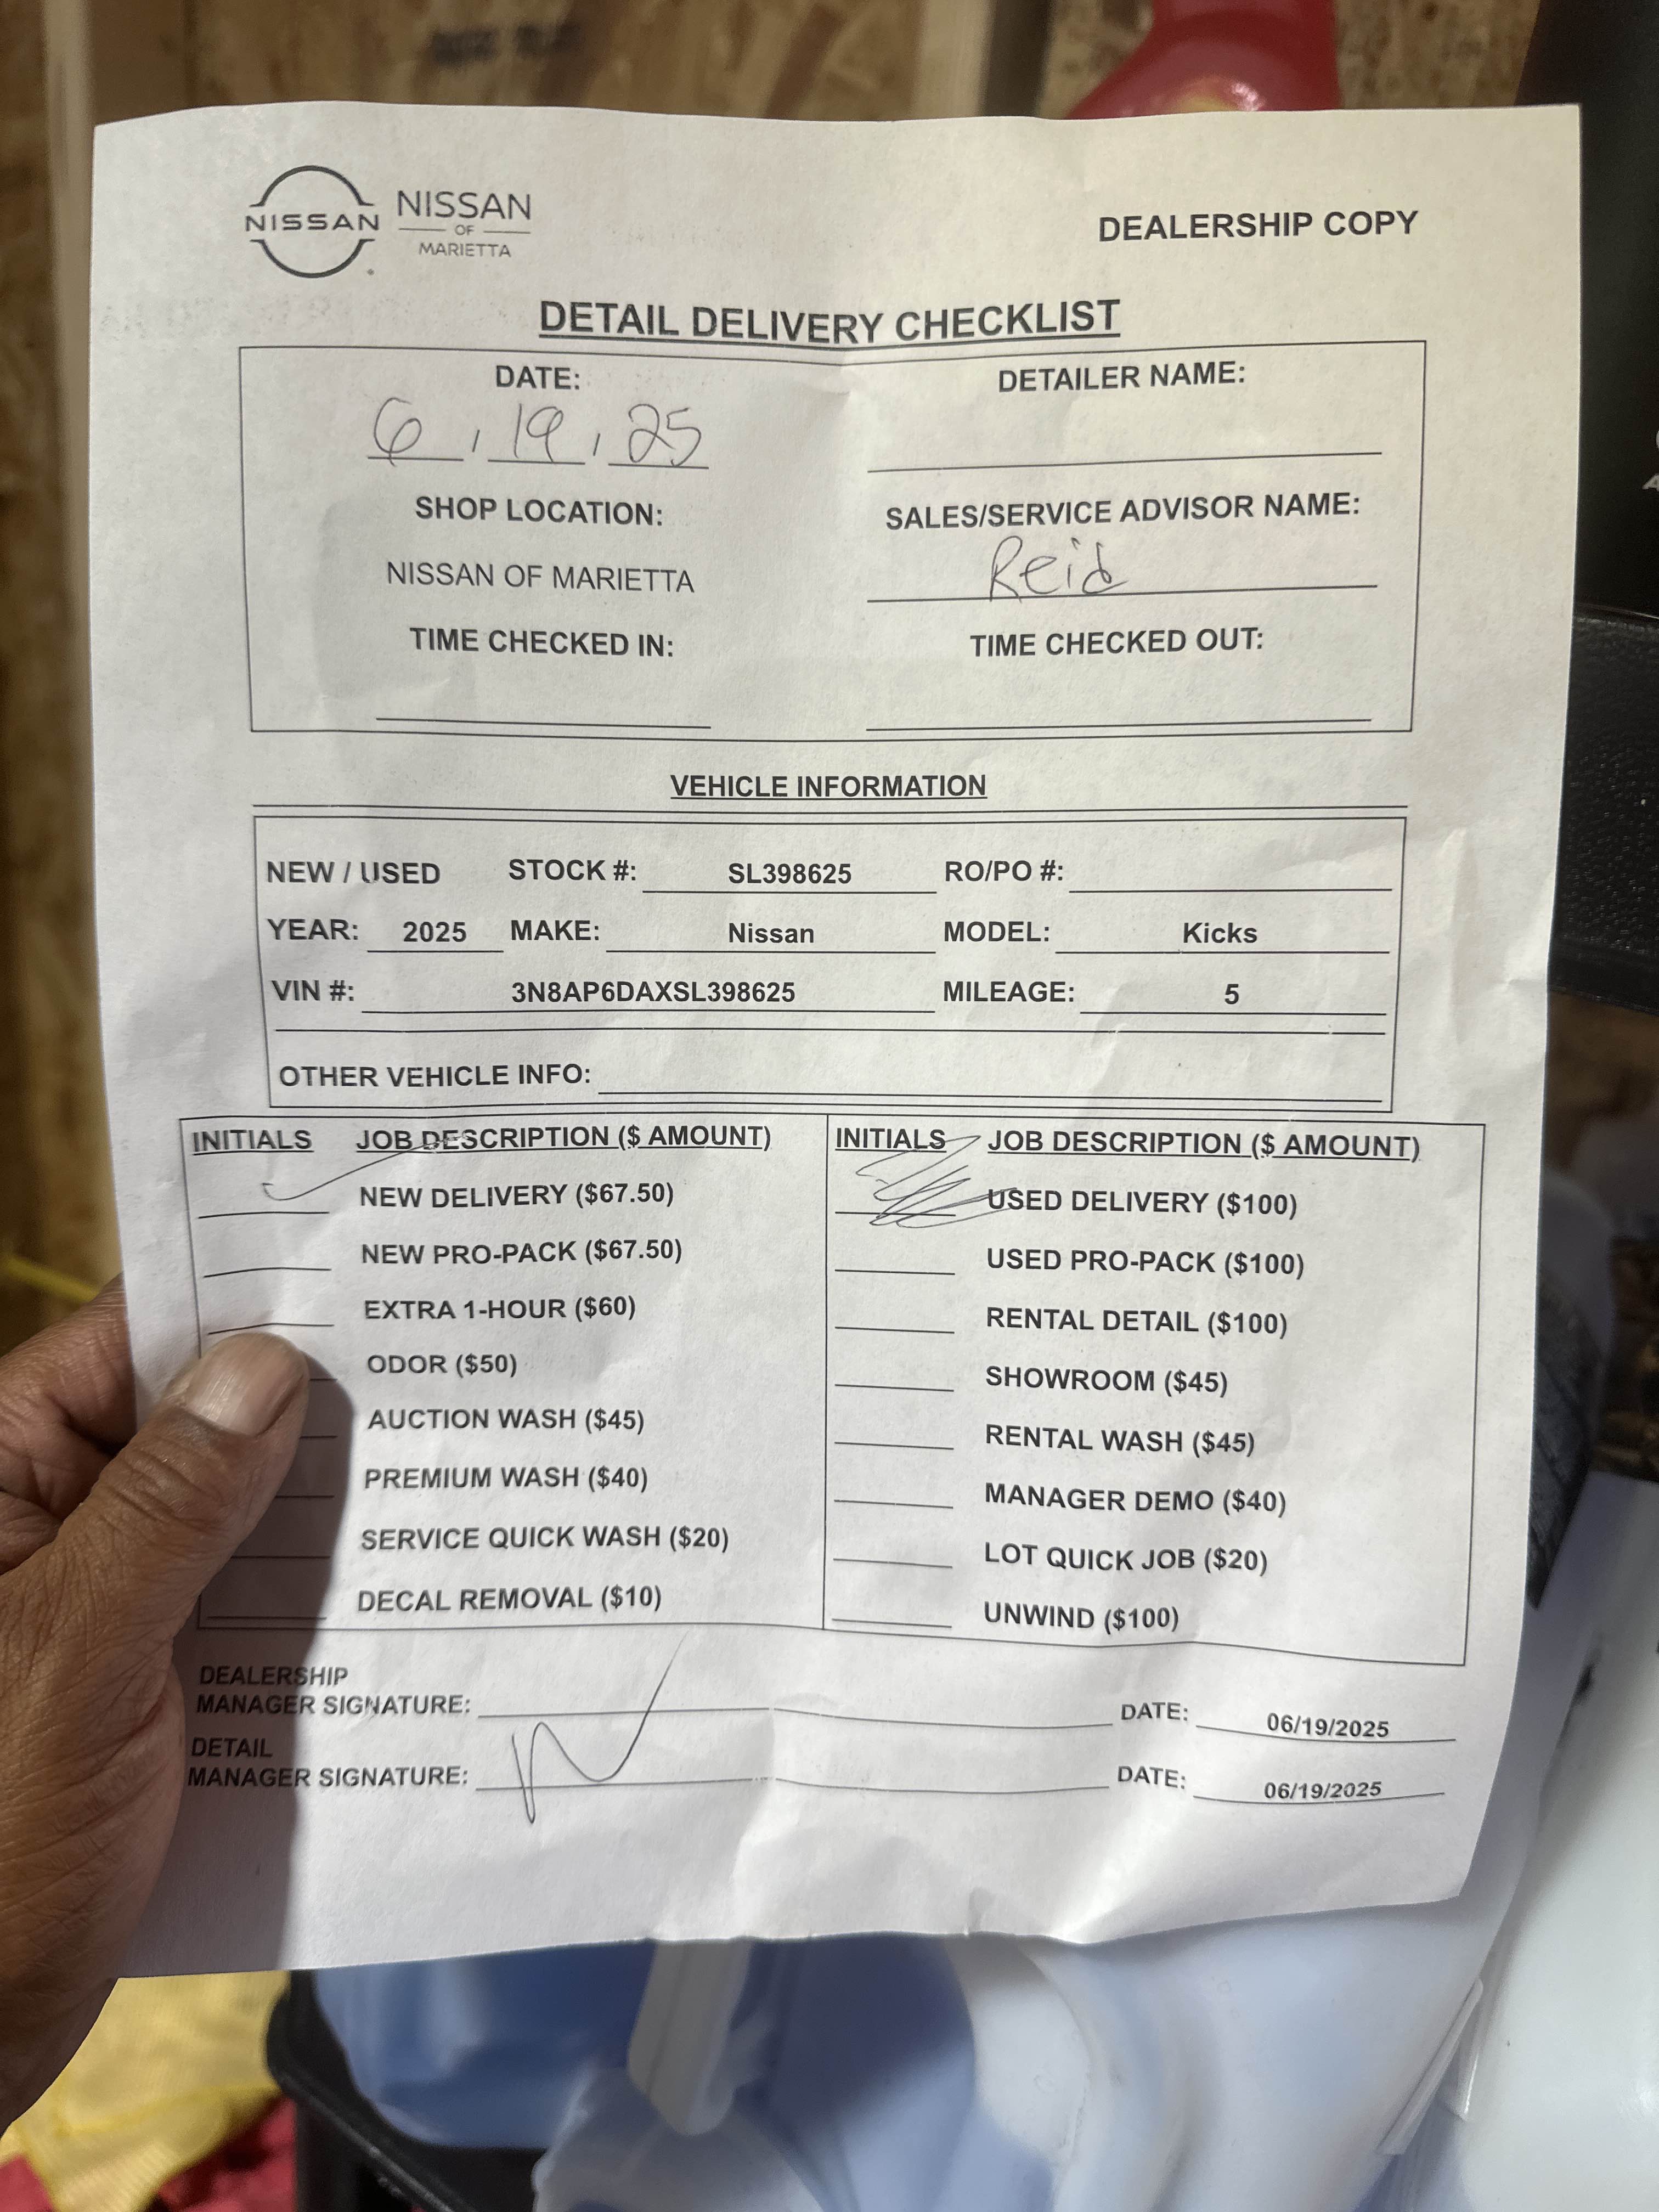 NISSAN
NISSAN
OF
MARIETTA
DEALERSHIP COPY
DETAIL DELIVERY CHECKLIST
DATE:
6 / 19 / 25
DETAILER NAME:
SHOP LOCATION:
NISSAN OF MARIETTA
SALES/SERVICE ADVISOR NAME:
Reid
TIME CHECKED IN:
TIME CHECKED OUT:
VEHICLE INFORMATION
NEW / USED STOCK #: SL398625 RO/PO #:
YEAR: 2025 MAKE: Nissan MODEL: Kicks
VIN #: 3N8AP6DAXSL398625 MILEAGE: 5
OTHER VEHICLE INFO:
INITIALS JOB DESCRIPTION ($ AMOUNT)
NEW DELIVERY ($67.50)
NEW PRO-PACK ($67.50)
EXTRA 1-HOUR ($60)
ODOR ($50)
AUCTION WASH ($45)
PREMIUM WASH ($40)
SERVICE QUICK WASH ($20)
DECAL REMOVAL ($10)
INITIALS JOB DESCRIPTION ($ AMOUNT)
USED DELIVERY ($100)
USED PRO-PACK ($100)
RENTAL DETAIL ($100)
SHOWROOM ($45)
RENTAL WASH ($45)
MANAGER DEMO ($40)
LOT QUICK JOB ($20)
UNWIND ($100)
DEALERSHIP
MANAGER SIGNATURE: DATE: 06/19/2025
DETAIL
MANAGER SIGNATURE: DATE: 06/19/2025